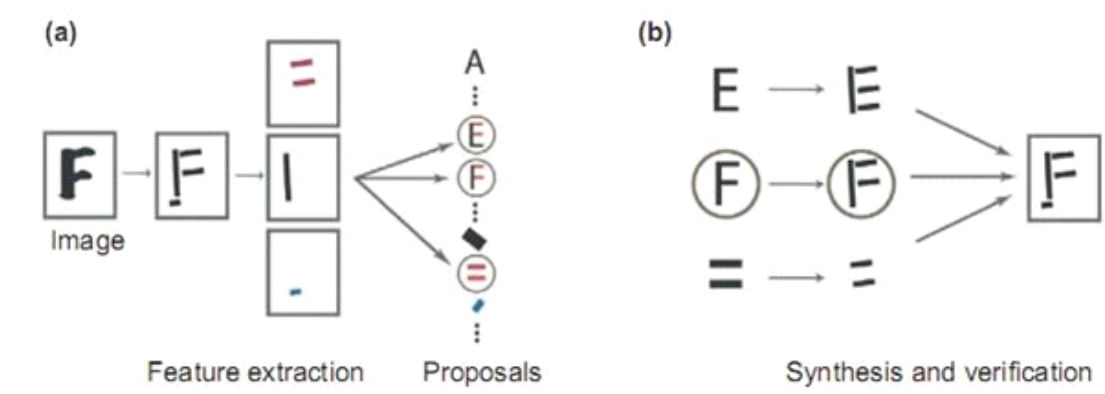 (a)
A
E
F
=
Image
F
Feature extraction
Proposals
(b)
E
E
F
F
F
=
=
Synthesis and verification